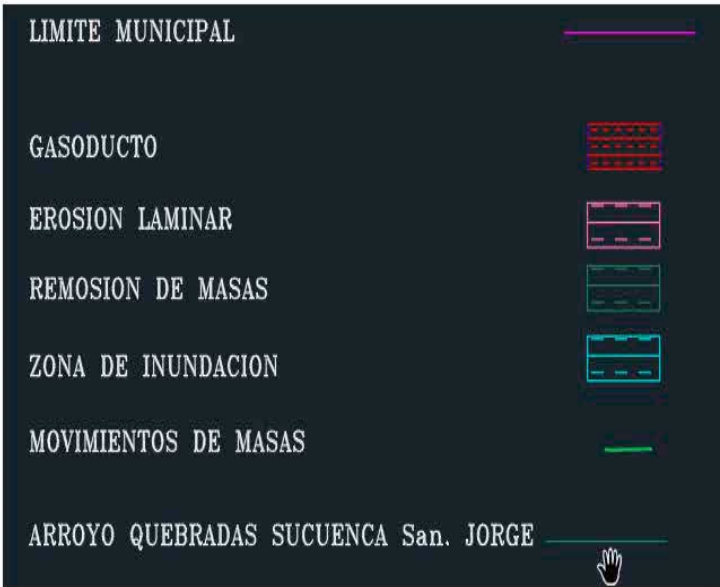 LIMITE MUNICIPAL
GASODUCTO
EROSION LAMINAR
REMOSION DE MASAS
ZONA DE INUNDACION
MOVIMIENTOS DE MASAS
ARROYO QUEBRADAS SUCUENCA San. JORGE